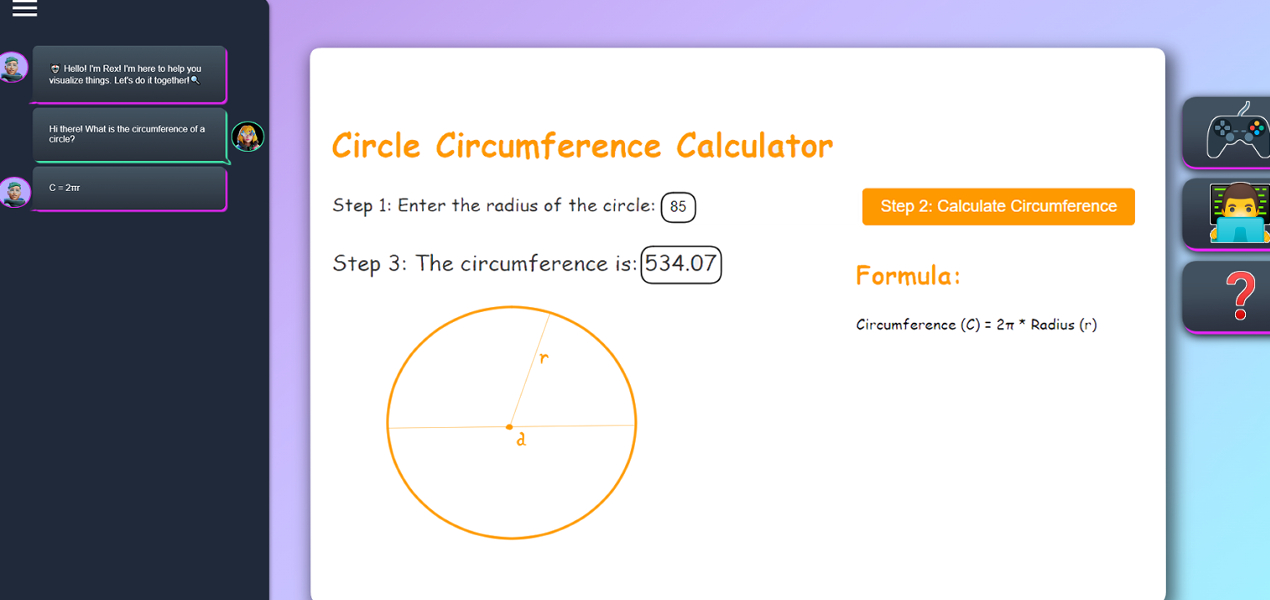 Hello! I'm Rex! I'm here to help you
visualize things. Let's do it together!
Hi there! What is the circumference of a
circle?
C = 2πr
Circle Circumference Calculator
Step 1: Enter the radius of the circle: 85
Step 2: Calculate Circumference
Step 3: The circumference is: 534.07
Formula:
Circumference (C) = 2π * Radius (r)
r
d